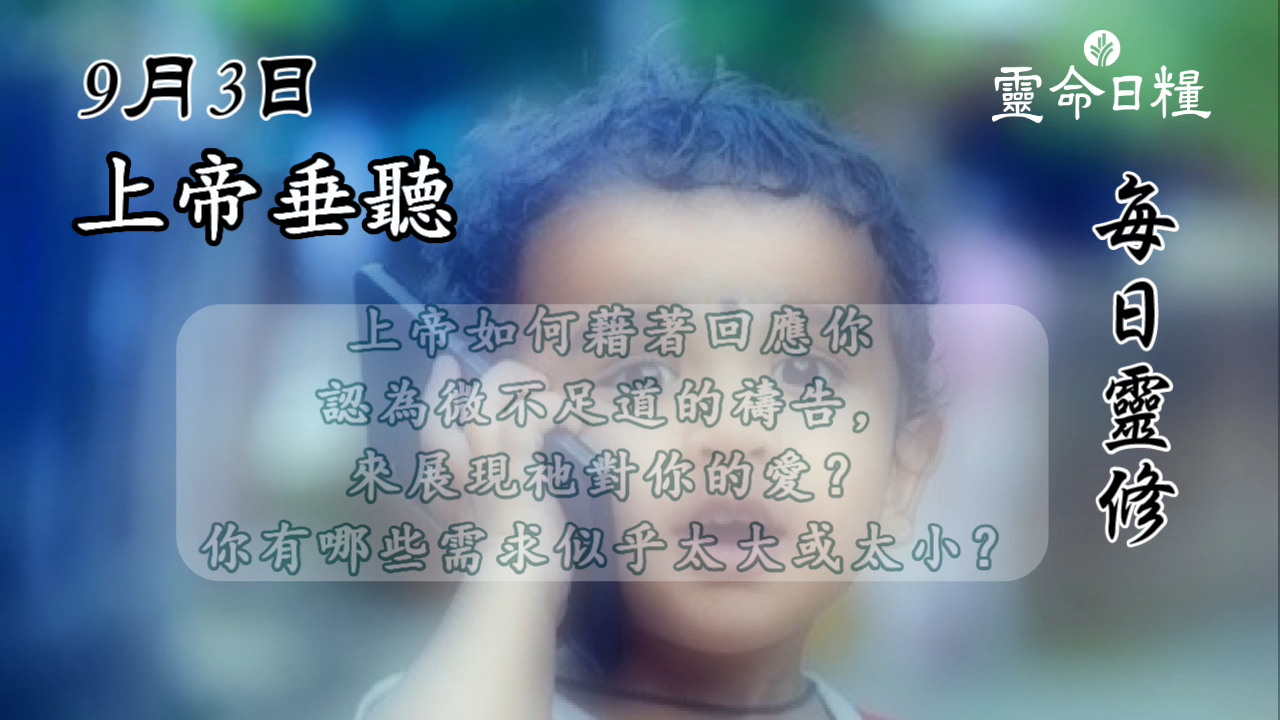 9月3日
上帝垂聽
靈命日糧
每日靈修
上帝如何藉著回應你
認為微不足道的禱告，
來展現祂對你的愛？
你有哪些需求似乎太大或太小？